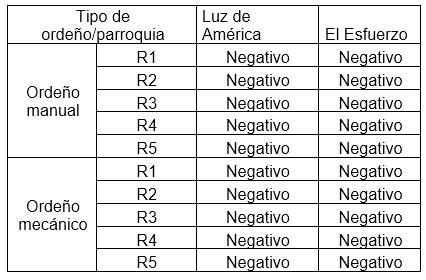 Tipo de ordeño/parroquia Luz de América El Esfuerzo
Ordeño manual R1 Negativo Negativo
R2 Negativo Negativo
R3 Negativo Negativo
R4 Negativo Negativo
R5 Negativo Negativo
Ordeño mecánico R1 Negativo Negativo
R2 Negativo Negativo
R3 Negativo Negativo
R4 Negativo Negativo
R5 Negativo Negativo